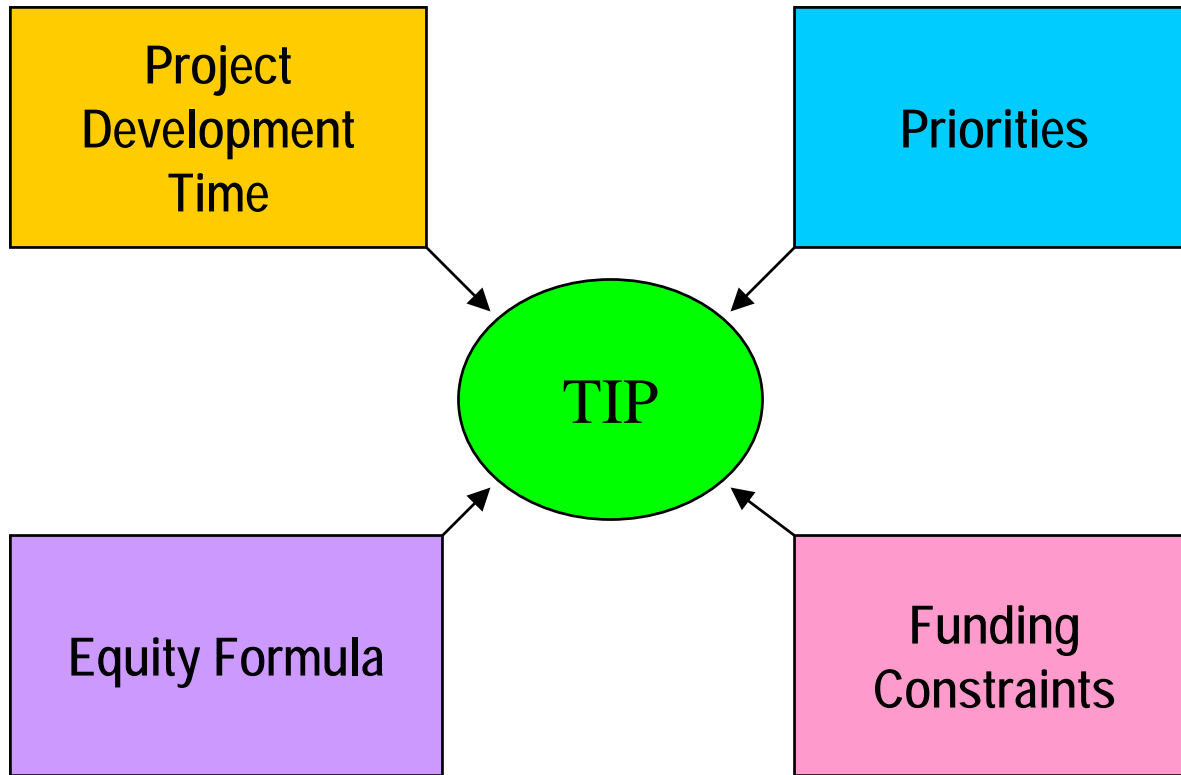 Project
Development
Time
Priorities
TIP
Equity Formula
Funding
Constraints